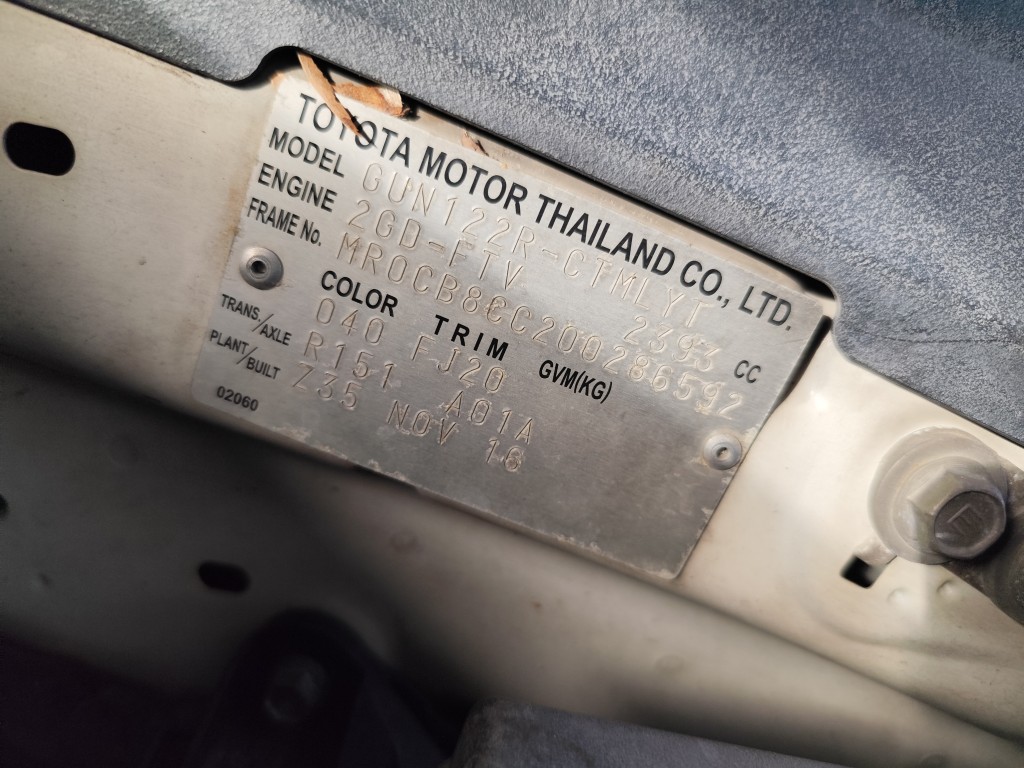 TOYOTA MOTOR THAILAND CO., LTD.
MODEL GUN122R-CTMLYT
ENGINE 2GD-FTV 2393 CC
FRAME No. MR0CB8CC200286592
COLOR TRIM GVM(KG)
040 FJ20
TRANS/AXLE R151 A01A
PLANT/BUILT Z35 NOV 16
02060
E